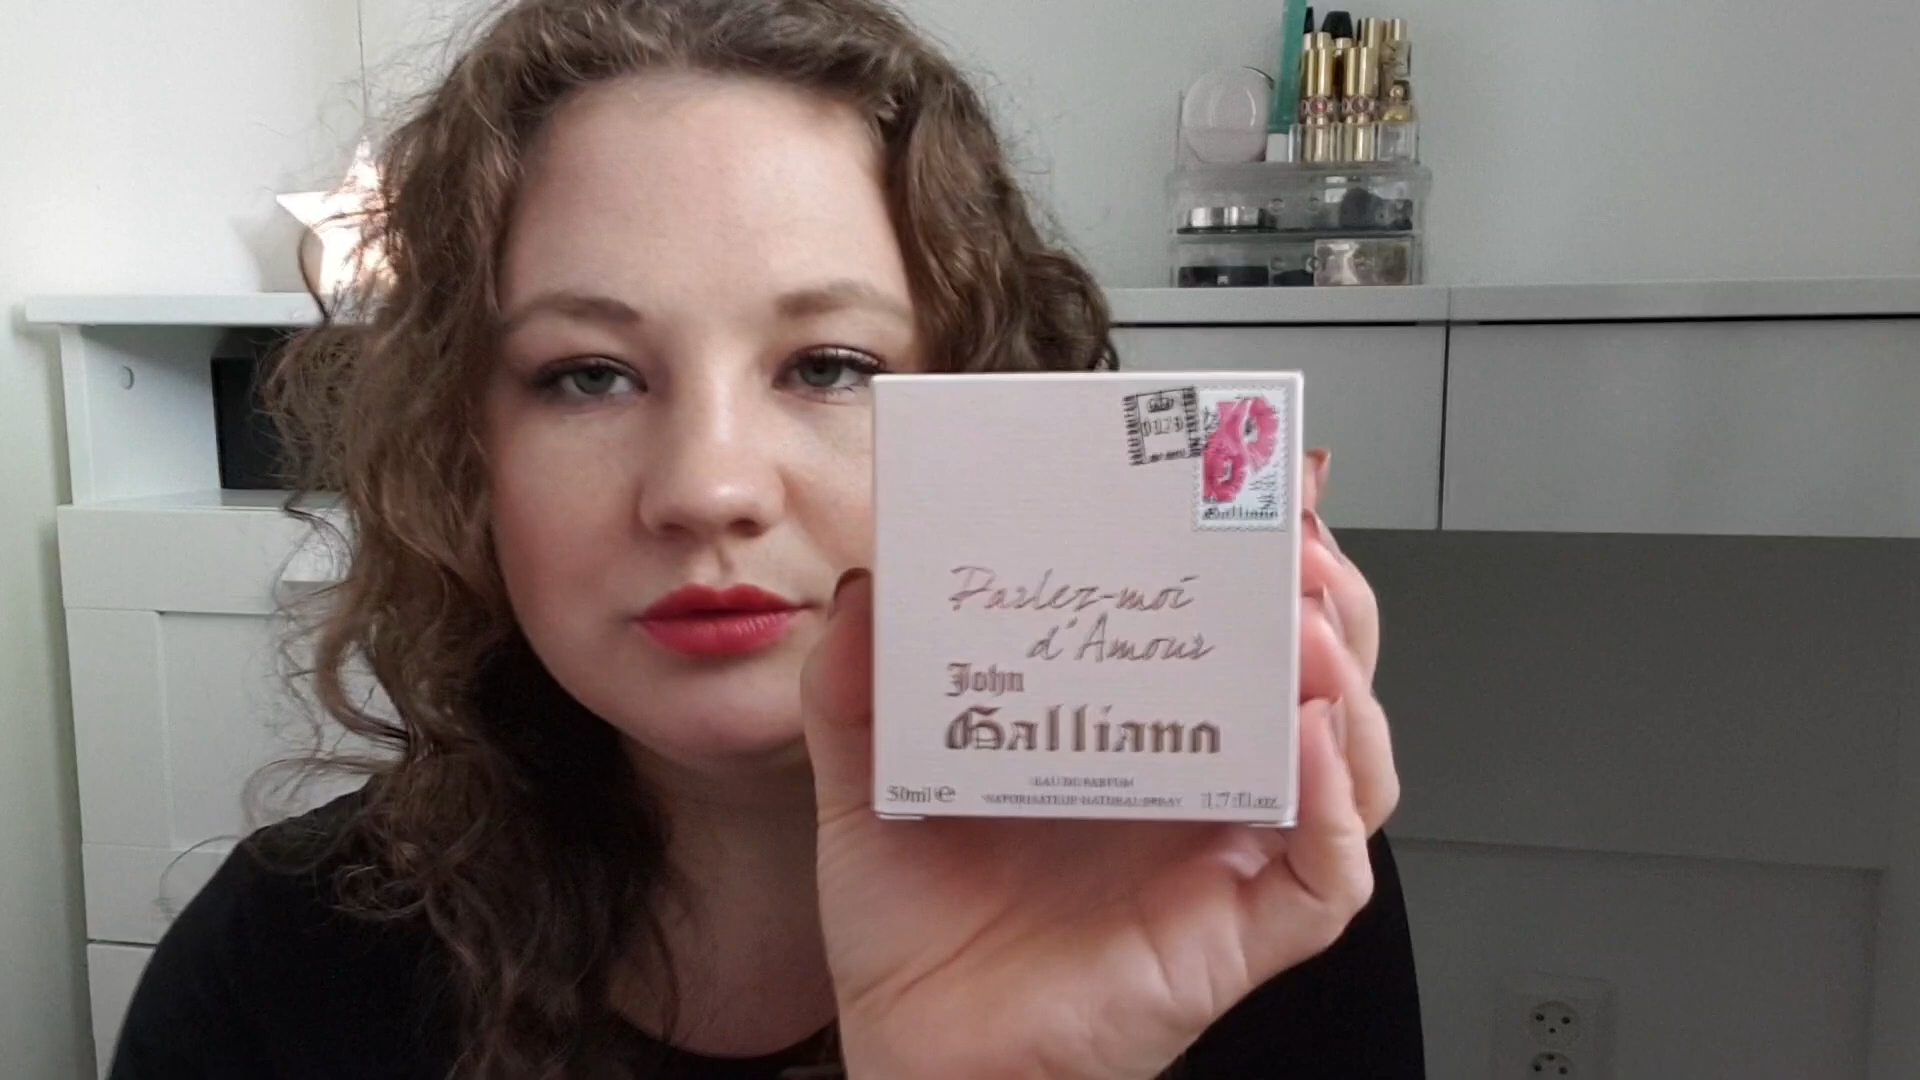 Parlez-moi
d'Amour
John
Galliano
EAU DE PARFUM
50ml e VAPORISATEUR NATURAL SPRAY 1.7 fl.oz
Galliano